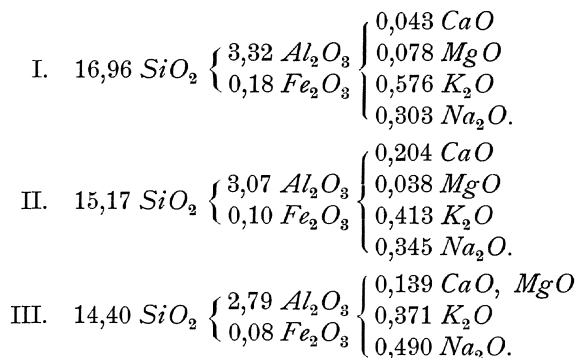 I. 16,96 SiO₂ { 3,32 Al₂O₃ { 0,043 CaO
0,078 MgO
0,18 Fe₂O₃ 0,576 K₂O
0,303 Na₂O.
II. 15,17 SiO₂ { 3,07 Al₂O₃ { 0,204 CaO
0,038 MgO
0,10 Fe₂O₃ 0,413 K₂O
0,345 Na₂O.
III. 14,40 SiO₂ { 2,79 Al₂O₃ { 0,139 CaO, MgO
0,371 K₂O
0,08 Fe₂O₃ 0,490 Na₂O.